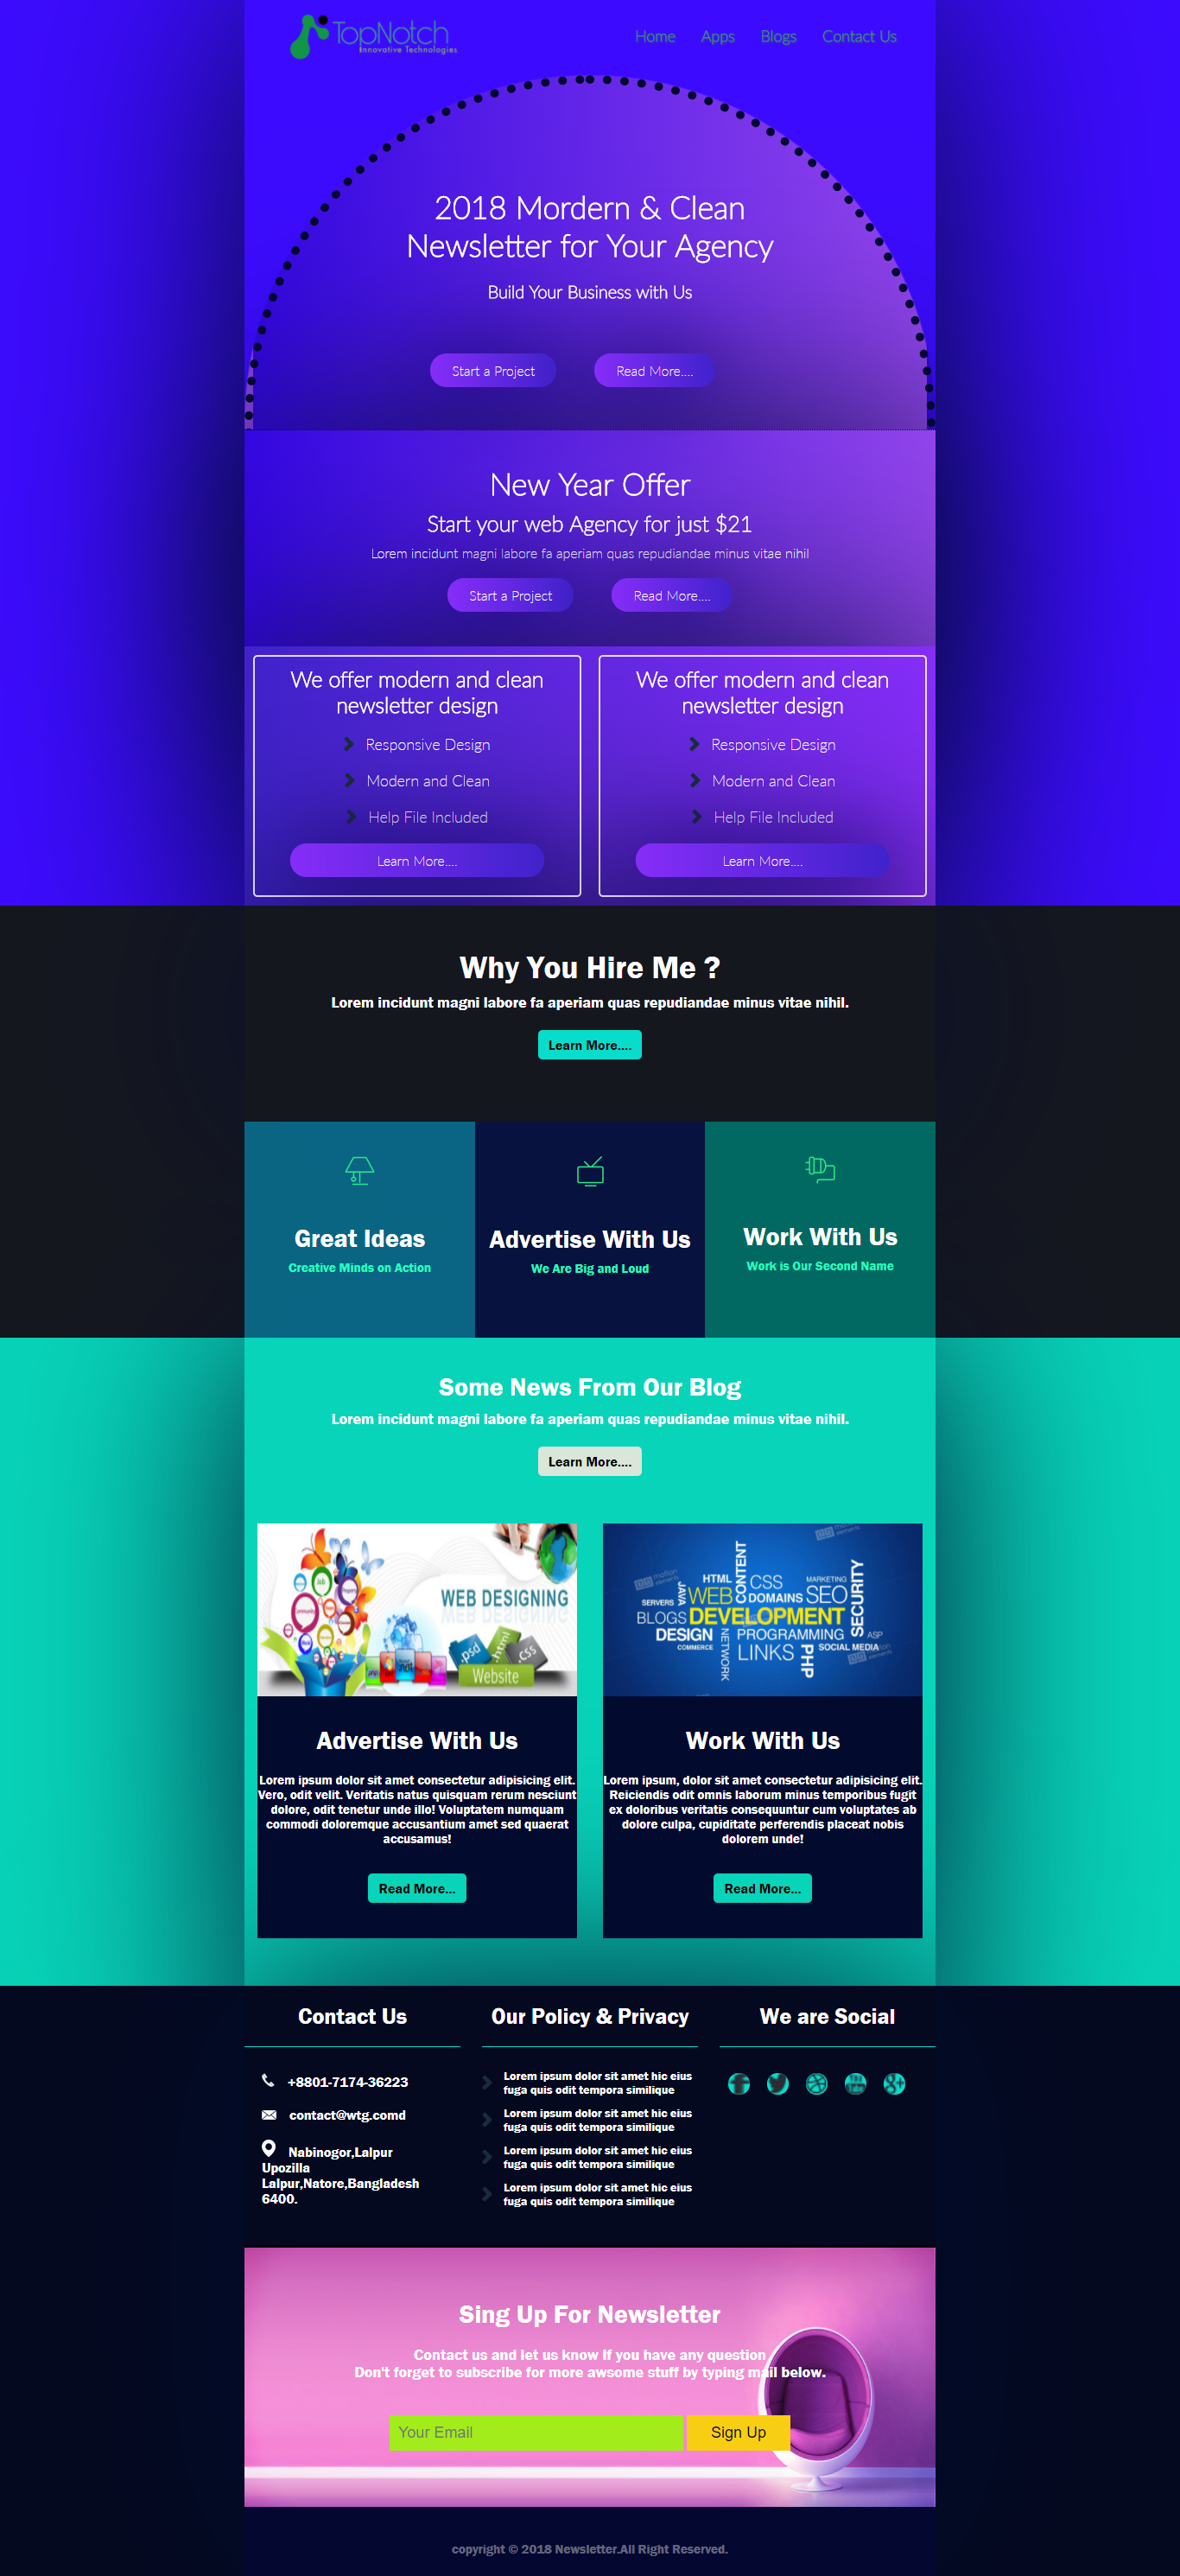 TopNotch
Innovative Technologies
Home Apps Blogs Contact Us
2018 Mordern & Clean
Newsletter for Your Agency
Build Your Business with Us
Start a Project Read More....
New Year Offer
Start your web Agency for just $21
Lorem incidunt magni labore fa aperiam quas repudiandae minus vitae nihil
Start a Project Read More....
We offer modern and clean
newsletter design
Responsive Design
Modern and Clean
Help File Included
Learn More....
We offer modern and clean
newsletter design
Responsive Design
Modern and Clean
Help File Included
Learn More....
Why You Hire Me ?
Lorem incidunt magni labore fa aperiam quas repudiandae minus vitae nihil.
Learn More....
Great Ideas
Creative Minds on Action
Advertise With Us
We Are Big and Loud
Work With Us
Work is Our Second Name
Some News From Our Blog
Lorem incidunt magni labore fa aperiam quas repudiandae minus vitae nihil.
Learn More....
WEB DESIGNING
.psd .html .css
Website
HTML CONTENT CSS MARKETING
SERVERS JAVA WEB DOMAINS SEO SECURITY
BLOGS DEVELOPMENT
DESIGN PROGRAMMING ASP
COMMERCE NETWORK LINKS PHP SOCIAL MEDIA
Advertise With Us
Lorem ipsum dolor sit amet consectetur adipisicing elit.
Vero, odit velit. Veritatis natus quisquam rerum nesciunt
dolore, odit tenetur unde illo! Voluptatem numquam
commodi doloremque accusantium amet sed quaerat
accusamus!
Read More...
Work With Us
Lorem ipsum, dolor sit amet consectetur adipisicing elit.
Reiciendis odit omnis laborum minus temporibus fugit
ex doloribus veritatis consequuntur cum voluptates ab
dolore culpa, cupiditate perferendis placeat nobis
dolorem unde!
Read More...
Contact Us
+8801-7174-36223
contact@wtg.comd
Nabinogor,Lalpur
Upozilla
Lalpur,Natore,Bangladesh
6400.
Our Policy & Privacy
Lorem ipsum dolor sit amet hic eius
fuga quis odit tempora similique
Lorem ipsum dolor sit amet hic eius
fuga quis odit tempora similique
Lorem ipsum dolor sit amet hic eius
fuga quis odit tempora similique
Lorem ipsum dolor sit amet hic eius
fuga quis odit tempora similique
We are Social
Sing Up For Newsletter
Contact us and let us know If you have any question
Don't forget to subscribe for more awsome stuff by typing mail below.
Your Email Sign Up
copyright © 2018 Newsletter.All Right Reserved.